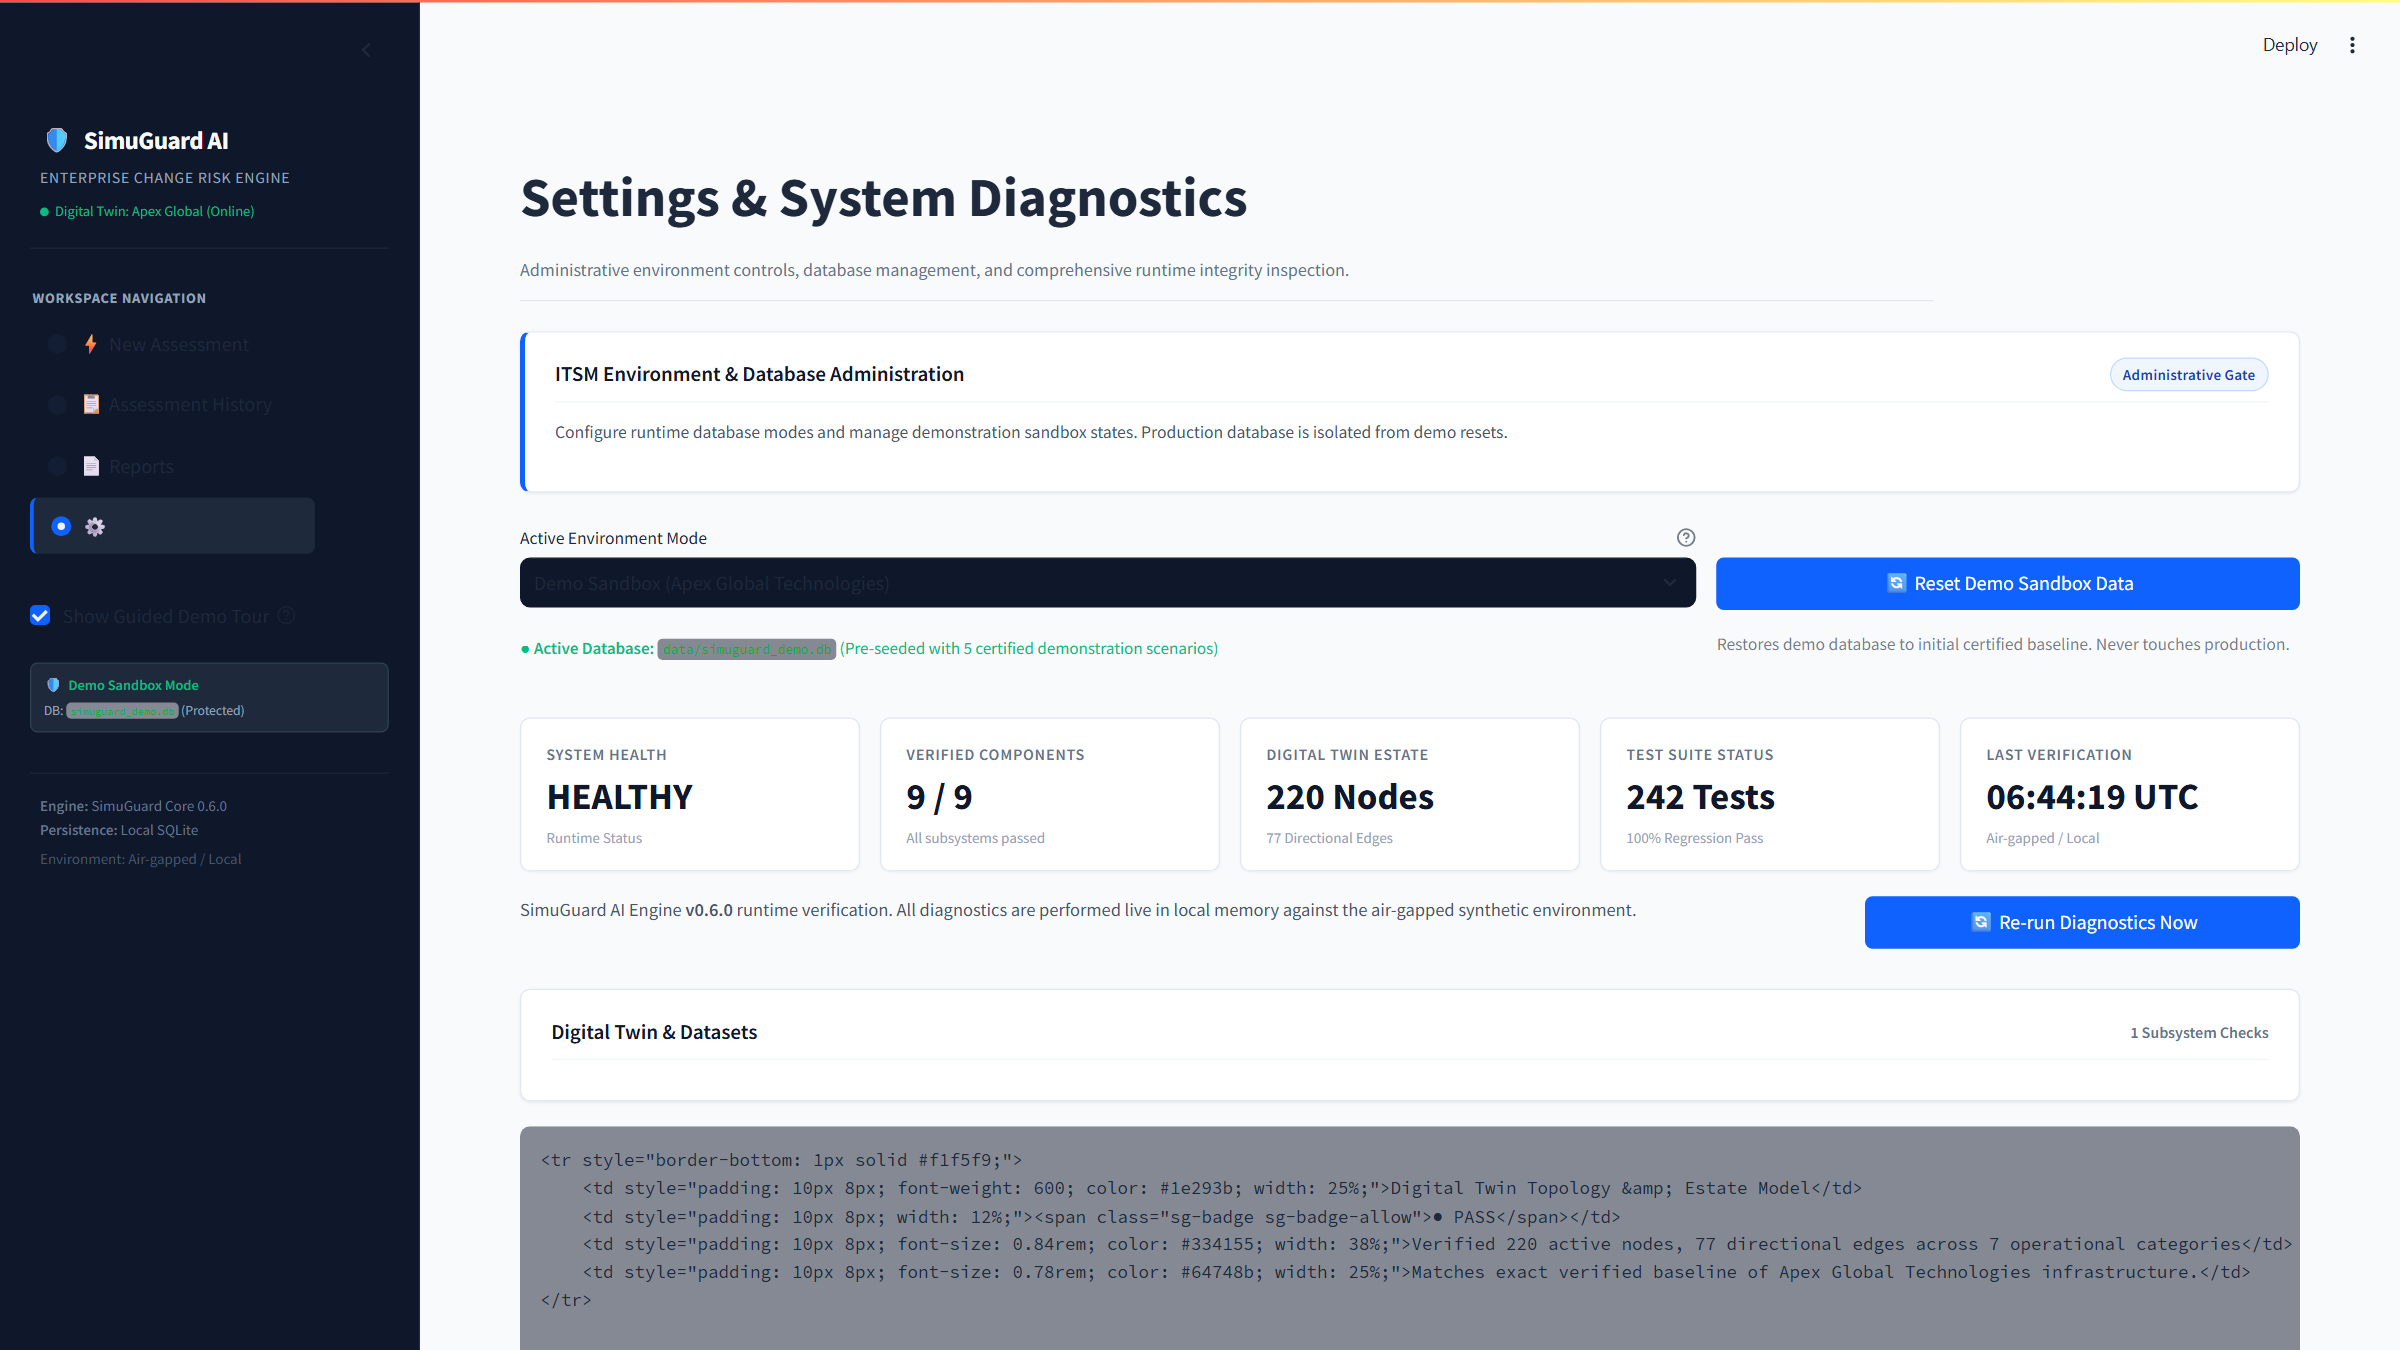 Deploy
SimuGuard AI
ENTERPRISE CHANGE RISK ENGINE
Digital Twin: Apex Global (Online)
WORKSPACE NAVIGATION
New Assessment
Assessment History
Reports
Show Guided Demo Tour
Demo Sandbox Mode
DB: simuguard_demo.db (Protected)
Engine: SimuGuard Core 0.6.0
Persistence: Local SQLite
Environment: Air-gapped / Local
Settings & System Diagnostics
Administrative environment controls, database management, and comprehensive runtime integrity inspection.
ITSM Environment & Database Administration
Administrative Gate
Configure runtime database modes and manage demonstration sandbox states. Production database is isolated from demo resets.
Active Environment Mode
Demo Sandbox (Apex Global Technologies)
Reset Demo Sandbox Data
● Active Database: data/simuguard_demo.db (Pre-seeded with 5 certified demonstration scenarios)
Restores demo database to initial certified baseline. Never touches production.
SYSTEM HEALTH
HEALTHY
Runtime Status
VERIFIED COMPONENTS
9 / 9
All subsystems passed
DIGITAL TWIN ESTATE
220 Nodes
77 Directional Edges
TEST SUITE STATUS
242 Tests
100% Regression Pass
LAST VERIFICATION
06:44:19 UTC
Air-gapped / Local
SimuGuard AI Engine v0.6.0 runtime verification. All diagnostics are performed live in local memory against the air-gapped synthetic environment.
Re-run Diagnostics Now
Digital Twin & Datasets
1 Subsystem Checks
<tr style="border-bottom: 1px solid #f1f5f9;">
<td style="padding: 10px 8px; font-weight: 600; color: #1e293b; width: 25%;">Digital Twin Topology &amp; Estate Model</td>
<td style="padding: 10px 8px; width: 12%;"><span class="sg-badge sg-badge-allow">● PASS</span></td>
<td style="padding: 10px 8px; font-size: 0.84rem; color: #334155; width: 38%;">Verified 220 active nodes, 77 directional edges across 7 operational categories</td>
<td style="padding: 10px 8px; font-size: 0.78rem; color: #64748b; width: 25%;">Matches exact verified baseline of Apex Global Technologies infrastructure.</td>
</tr>